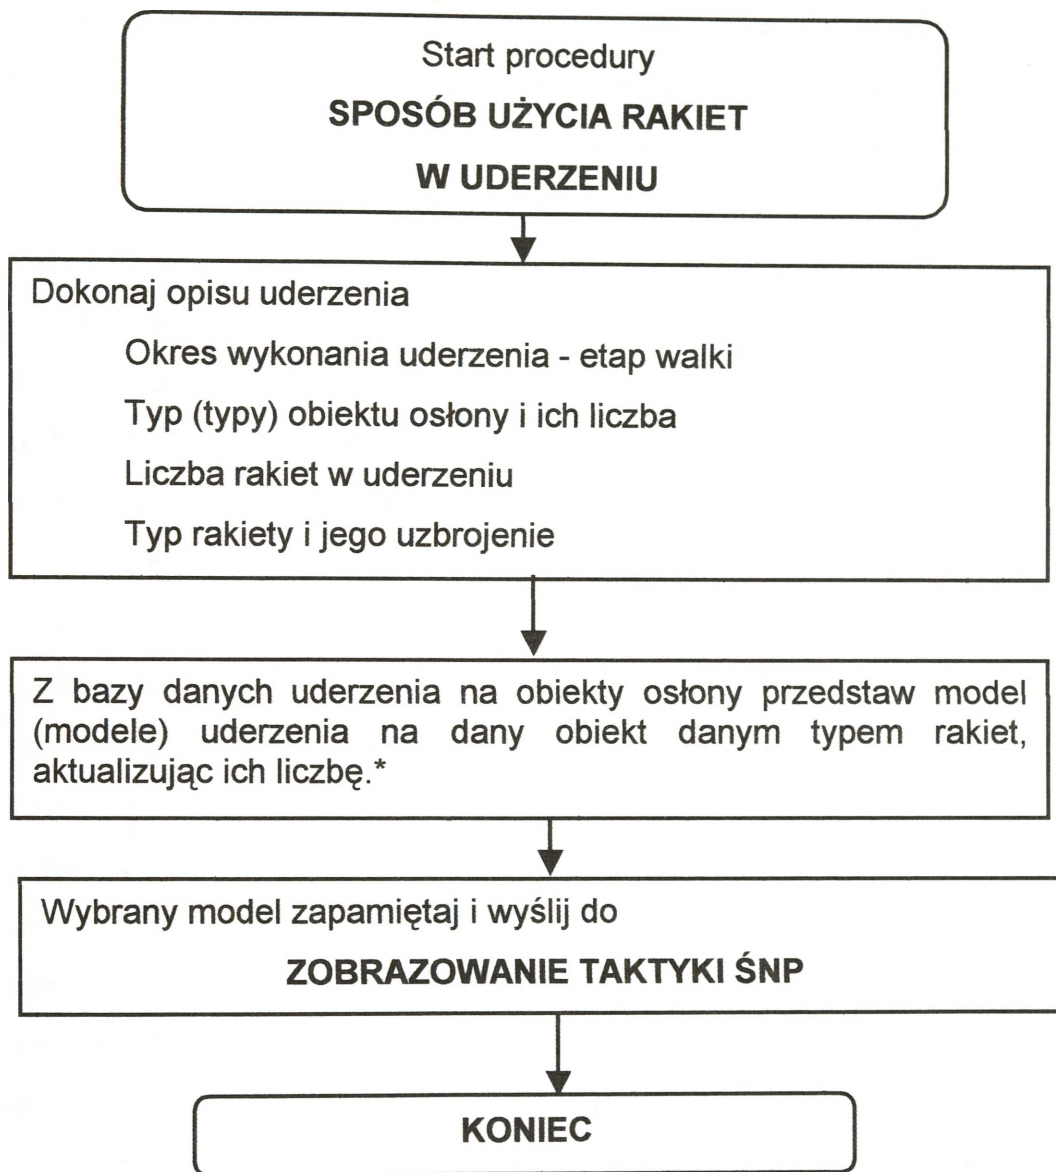 Start procedury
SPOSÓB UŻYCIA RAKIET
W UDERZENIU
Dokonaj opisu uderzenia
Okres wykonania uderzenia - etap walki
Typ (typy) obiektu osłony i ich liczba
Liczba rakiet w uderzeniu
Typ rakiety i jego uzbrojenie
Z bazy danych uderzenia na obiekty osłony przedstaw model
(modele) uderzenia na dany obiekt danym typem rakiet,
aktualizując ich liczbę.*
Wybrany model zapamiętaj i wyślij do
ZOBRAZOWANIE TAKTYKI ŚNP
KONIEC